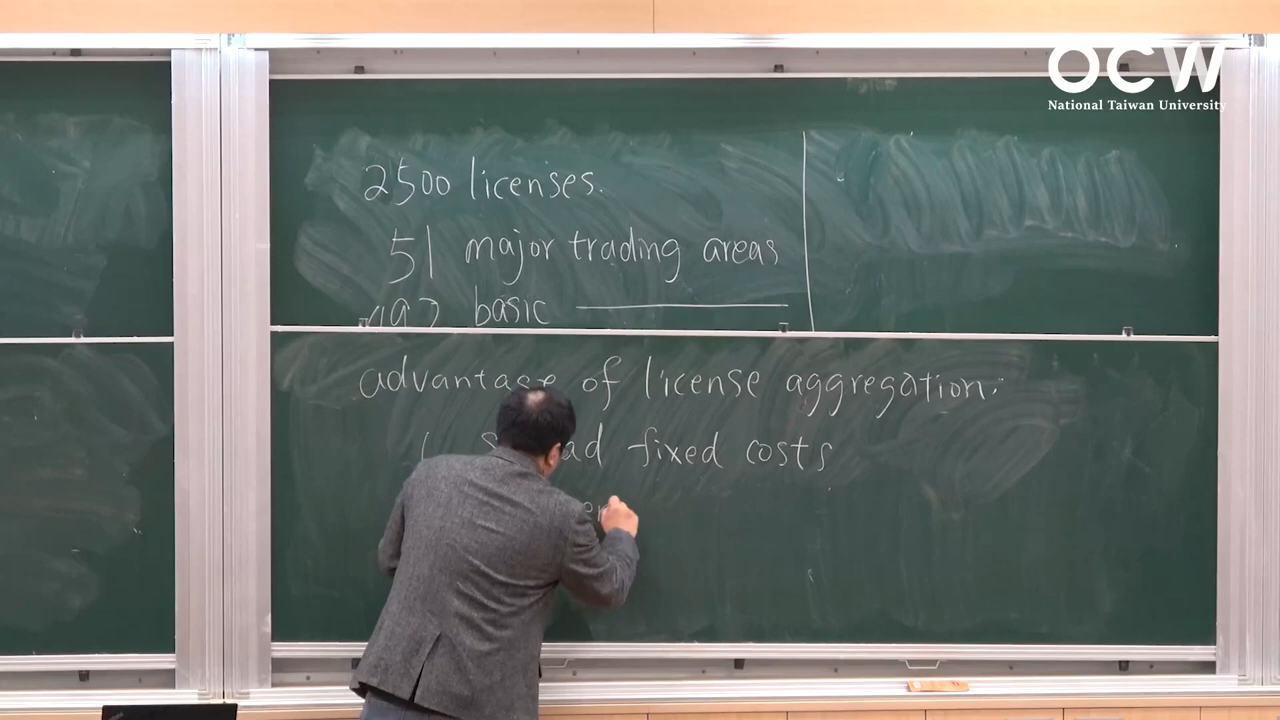 OCW
National Taiwan University
2500 licenses.
51 major trading areas
basic
advantage of license aggregation:
fixed costs